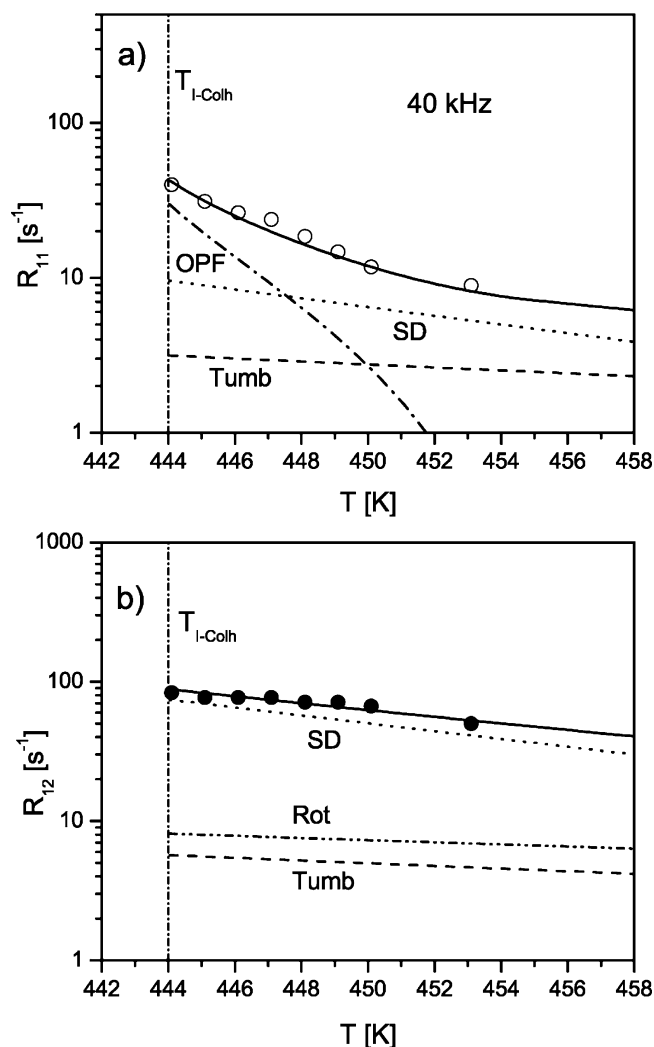 a)
T_I-Colh
40 kHz
100
R_11 [s^-1]
10
OPF
SD
Tumb
1
442 444 446 448 450 452 454 456 458
T [K]
1000
b)
T_I-Colh
100
SD
R_12 [s^-1]
10
Rot
Tumb
1
442 444 446 448 450 452 454 456 458
T [K]